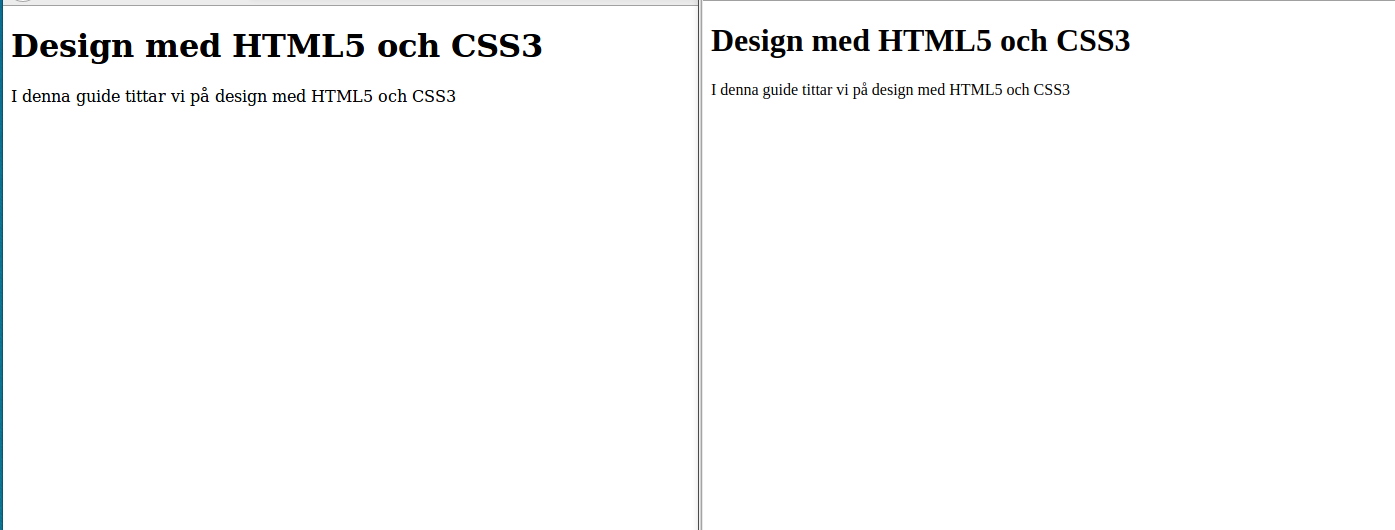 Design med HTML5 och CSS3
I denna guide tittar vi på design med HTML5 och CSS3
Design med HTML5 och CSS3
I denna guide tittar vi på design med HTML5 och CSS3